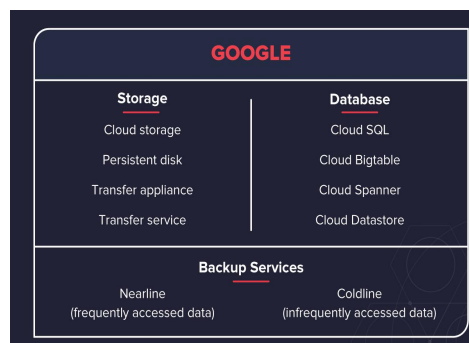 GOOGLE
Storage
Cloud storage
Persistent disk
Transfer appliance
Transfer service
Database
Cloud SQL
Cloud Bigtable
Cloud Spanner
Cloud Datastore
Backup Services
Nearline
(frequently accessed data)
Coldline
(infrequently accessed data)